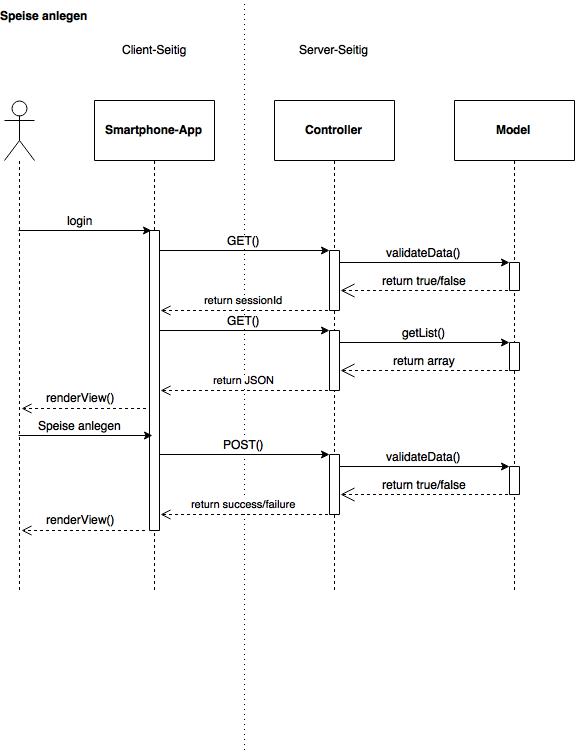 Speise anlegen
Client-Seitig
Server-Seitig
Smartphone-App
Controller
Model
login
GET()
validateData()
return true/false
return sessionId
GET()
getList()
return array
return JSON
renderView()
Speise anlegen
POST()
validateData()
return true/false
return success/failure
renderView()